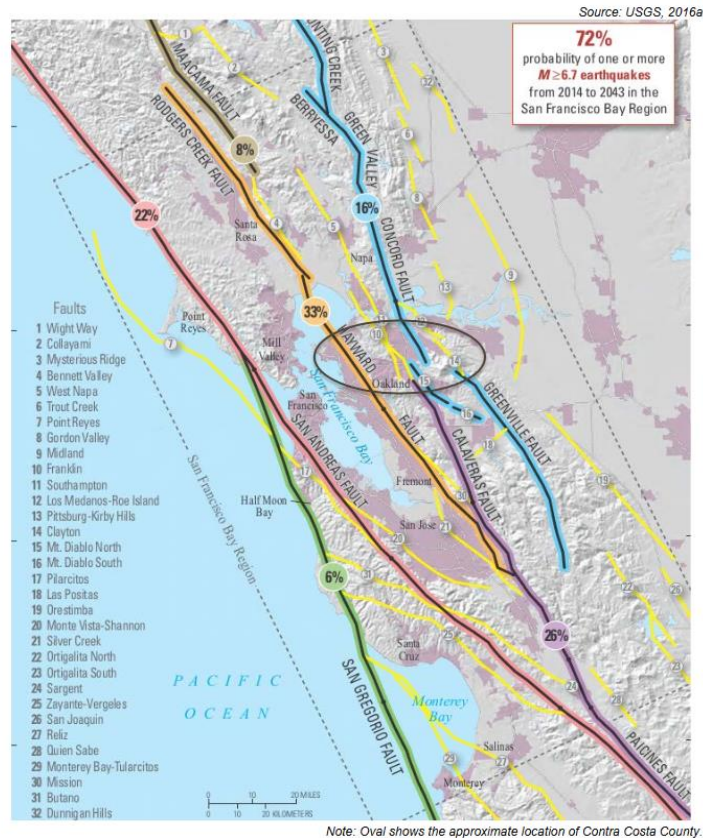 Source: USGS, 2016a
72%
probability of one or more
M ≥6.7 earthquakes
from 2014 to 2043 in the
San Francisco Bay Region
MAACAMA FAULT
RODGERS CREEK FAULT
UNTING CREEK
BERRYESSA
GREEN VALLEY
CONCORD FAULT
8%
22%
16%
33%
Santa
Rosa
Napa
Point
Reyes
Mill
Valley
AYWARD FAULT
Oakland
San
Francisco
San Francisco Bay
GREENVILLE FAULT
CALAVERAS FAULT
SAN ANDREAS FAULT
Fremont
San Jose
Half Moon
Bay
San Francisco Bay Region
6%
26%
Santa
Cruz
SAN GREGORIO FAULT
Monterey
Bay
PAICINES FAULT
Salinas
Monterey
PACIFIC
OCEAN
Faults
1 Wight Way
2 Collayami
3 Mysterious Ridge
4 Bennett Valley
5 West Napa
6 Trout Creek
7 Point Reyes
8 Gordon Valley
9 Midland
10 Franklin
11 Southampton
12 Los Medanos-Roe Island
13 Pittsburg-Kirby Hills
14 Clayton
15 Mt. Diablo North
16 Mt. Diablo South
17 Pilarcitos
18 Las Positas
19 Orestimba
20 Monte Vista-Shannon
21 Silver Creek
22 Ortigalita North
23 Ortigalita South
24 Sargent
25 Zayante-Vergeles
26 San Joaquin
27 Reliz
28 Quien Sabe
29 Monterey Bay-Tularcitos
30 Mission
31 Butano
32 Dunnigan Hills
0 10 20 MILES
0 10 20 KILOMETERS
Note: Oval shows the approximate location of Contra Costa County.